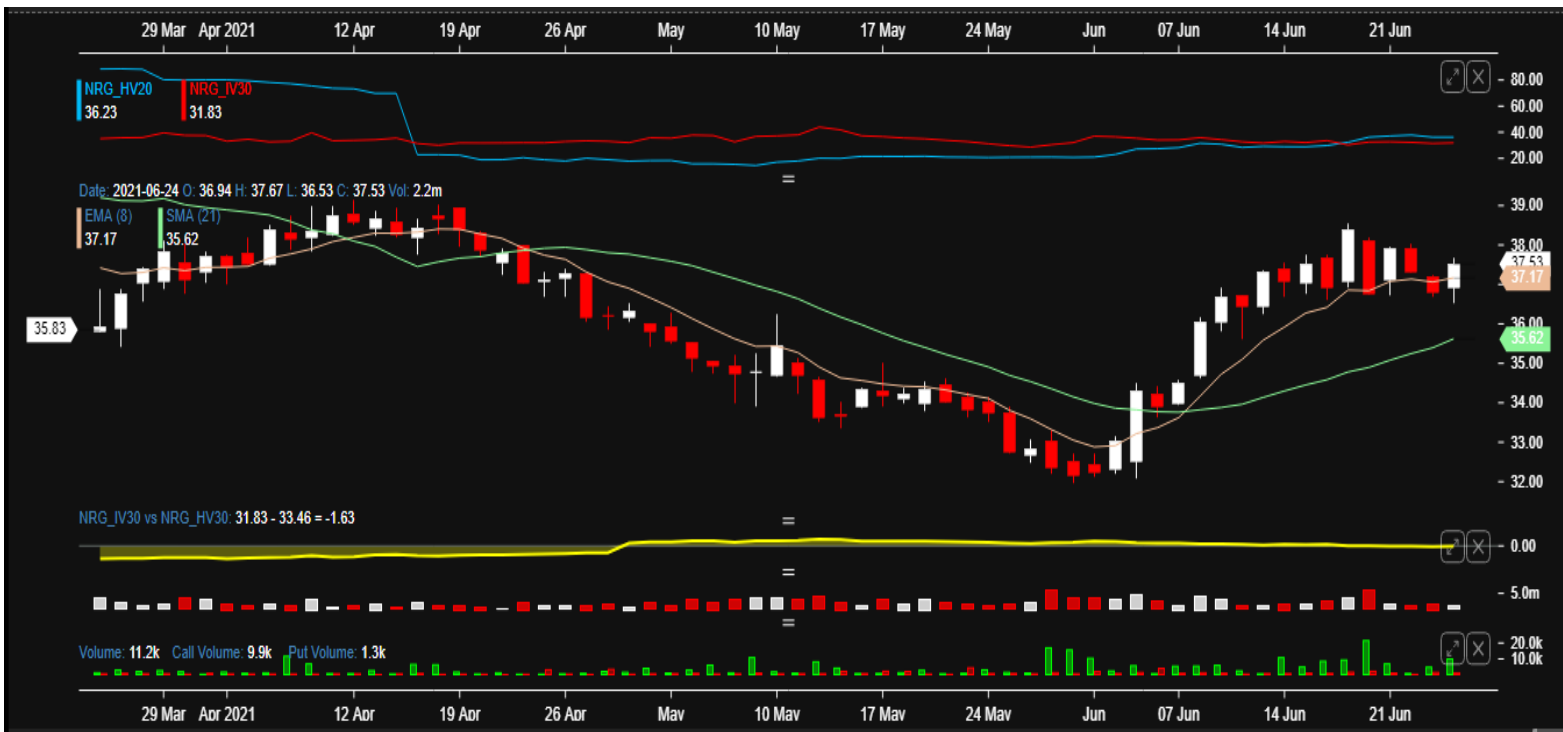 29 Mar Apr 2021 12 Apr 19 Apr 26 Apr May 10 May 17 May 24 May Jun 07 Jun 14 Jun 21 Jun
NRG_HV20 NRG_IV30
36.23 31.83
80.00
60.00
40.00
20.00
Date: 2021-06-24 O: 36.94 H: 37.67 L: 36.53 C: 37.53 Vol: 2.2m
EMA (8) SMA (21)
37.17 35.62
39.00
38.00
37.53
37.17
35.83
36.00
35.62
35.00
34.00
33.00
32.00
NRG_IV30 vs NRG_HV30: 31.83 - 33.46 = -1.63
0.00
5.0m
Volume: 11.2k Call Volume: 9.9k Put Volume: 1.3k
20.0k
10.0k
29 Mar Apr 2021 12 Apr 19 Apr 26 Apr May 10 May 17 May 24 May Jun 07 Jun 14 Jun 21 Jun